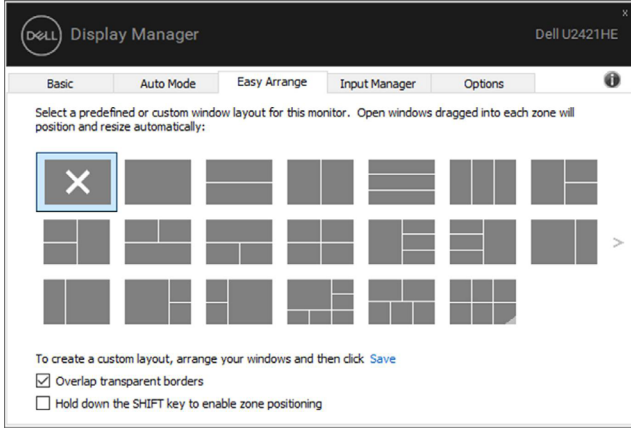 x
DELL Display Manager
Dell U2421HE
Basic Auto Mode Easy Arrange Input Manager Options
Select a predefined or custom window layout for this monitor. Open windows dragged into each zone will
position and resize automatically:
To create a custom layout, arrange your windows and then click Save
Overlap transparent borders
Hold down the SHIFT key to enable zone positioning